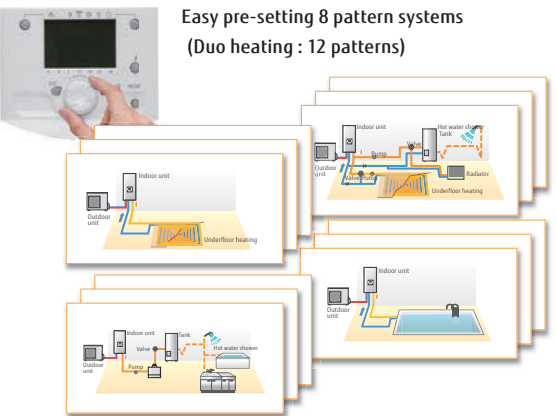 Easy pre-setting 8 pattern systems
(Duo heating : 12 patterns)
Indoor unit
Hot water shower
Tank
Valve
Pump
Outdoor
unit
Radiator
Valve
Pump
Underfloor heating
Indoor unit
Outdoor
unit
Underfloor heating
Indoor unit
Outdoor
unit
Indoor unit
Tank
Valve
Hot water shower
Outdoor
unit
Pump